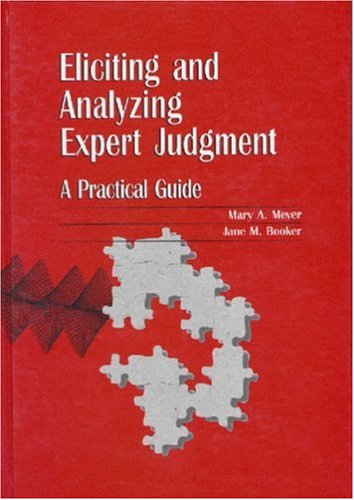 Eliciting and
Analyzing
Expert Judgment
A Practical Guide
Mary A. Meyer
Jane M. Booker